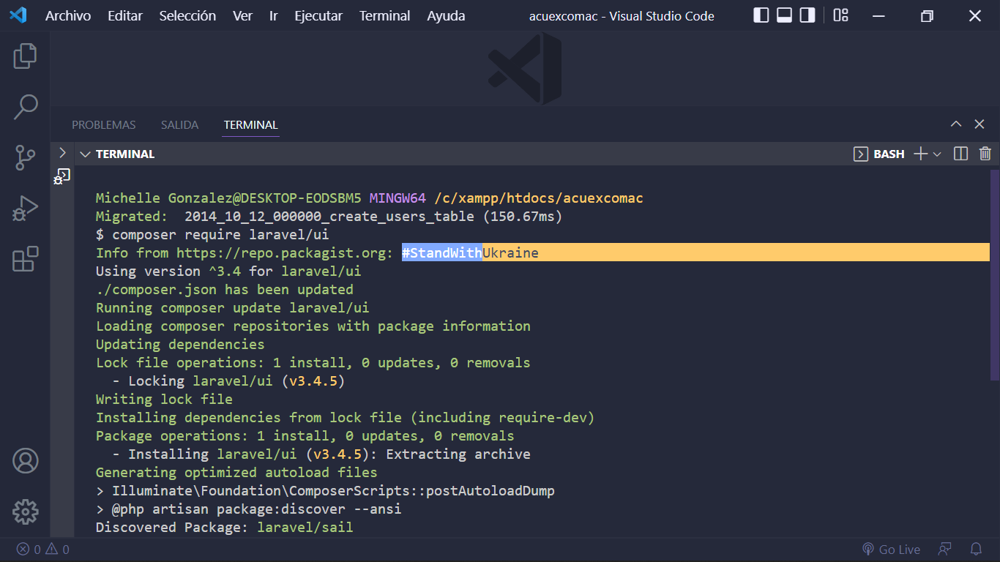 Archivo Editar Selección Ver Ir Ejecutar Terminal Ayuda acuexcomac - Visual Studio Code
PROBLEMAS SALIDA TERMINAL
TERMINAL BASH
Michelle Gonzalez@DESKTOP-EODSBM5 MINGW64 /c/xampp/htdocs/acuexcomac
Migrated:  2014_10_12_000000_create_users_table (150.67ms)
$ composer require laravel/ui
Info from https://repo.packagist.org: #StandWithUkraine
Using version ^3.4 for laravel/ui
./composer.json has been updated
Running composer update laravel/ui
Loading composer repositories with package information
Updating dependencies
Lock file operations: 1 install, 0 updates, 0 removals
  - Locking laravel/ui (v3.4.5)
Writing lock file
Installing dependencies from lock file (including require-dev)
Package operations: 1 install, 0 updates, 0 removals
  - Installing laravel/ui (v3.4.5): Extracting archive
Generating optimized autoload files
> Illuminate\Foundation\ComposerScripts::postAutoloadDump
> @php artisan package:discover --ansi
Discovered Package: laravel/sail
0 0 Go Live